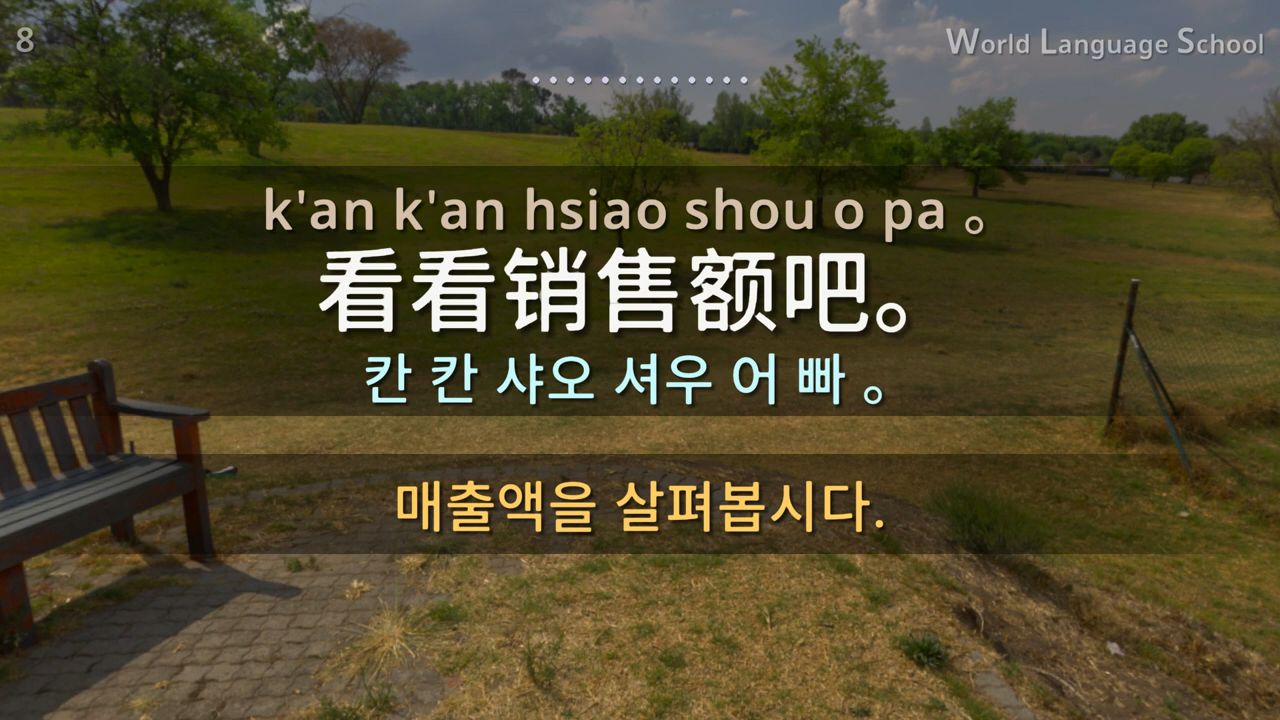 8
World Language School
k'an k'an hsiao shou o pa 。
看看销售额吧。
칸 칸 샤오 셔우 어 빠 。
매출액을 살펴봅시다.